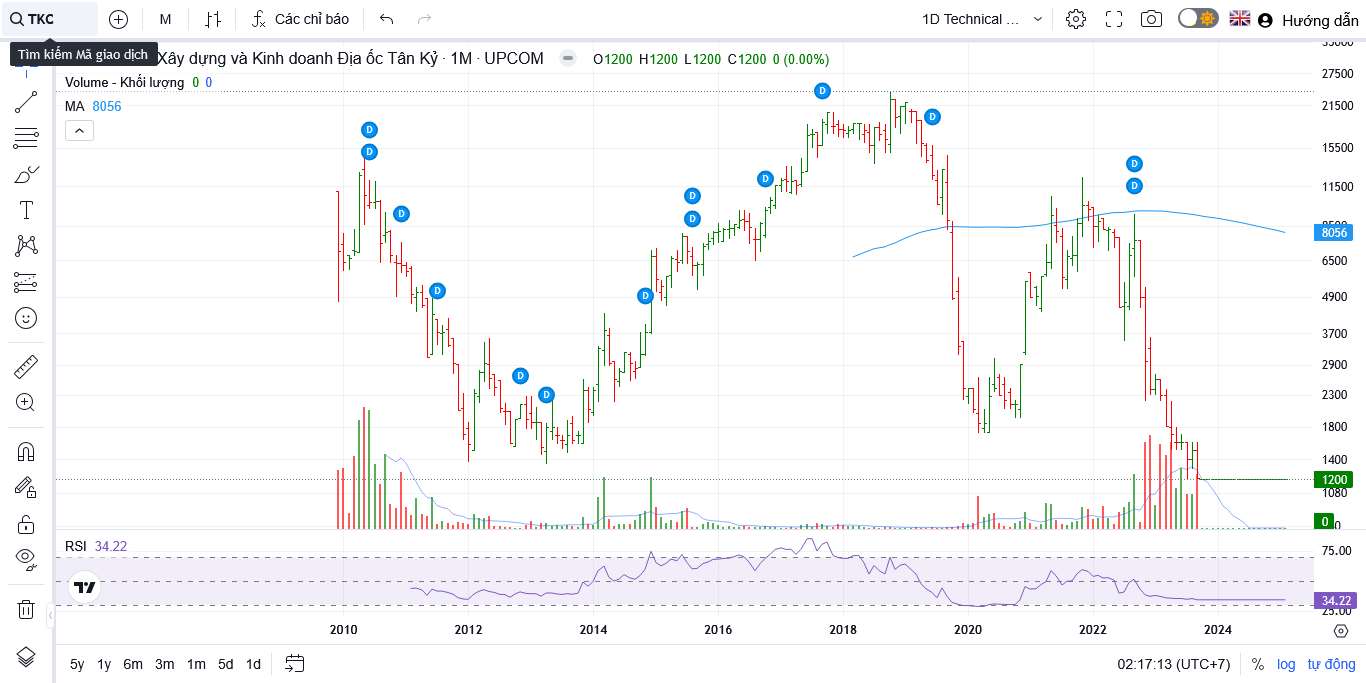 TKC
M
Các chỉ báo
1D Technical ...
Hướng dẫn
Tìm kiếm Mã giao dịch
Xây dựng và Kinh doanh Địa ốc Tân Kỷ · 1M · UPCOM
O1200 H1200 L1200 C1200 0 (0.00%)
Volume - Khối lượng 0 0
MA 8056
D
D
D
D
D
D
D
D
D
D
D
D
D
D
35000
27500
21500
15500
11500
8500
8056
6500
4900
3700
2900
2300
1800
1400
1200
1080
0
0
RSI 34.22
75.00
34.22
25.00
2010 2012 2014 2016 2018 2020 2022 2024
5y 1y 6m 3m 1m 5d 1d
02:17:13 (UTC+7) % log tự động